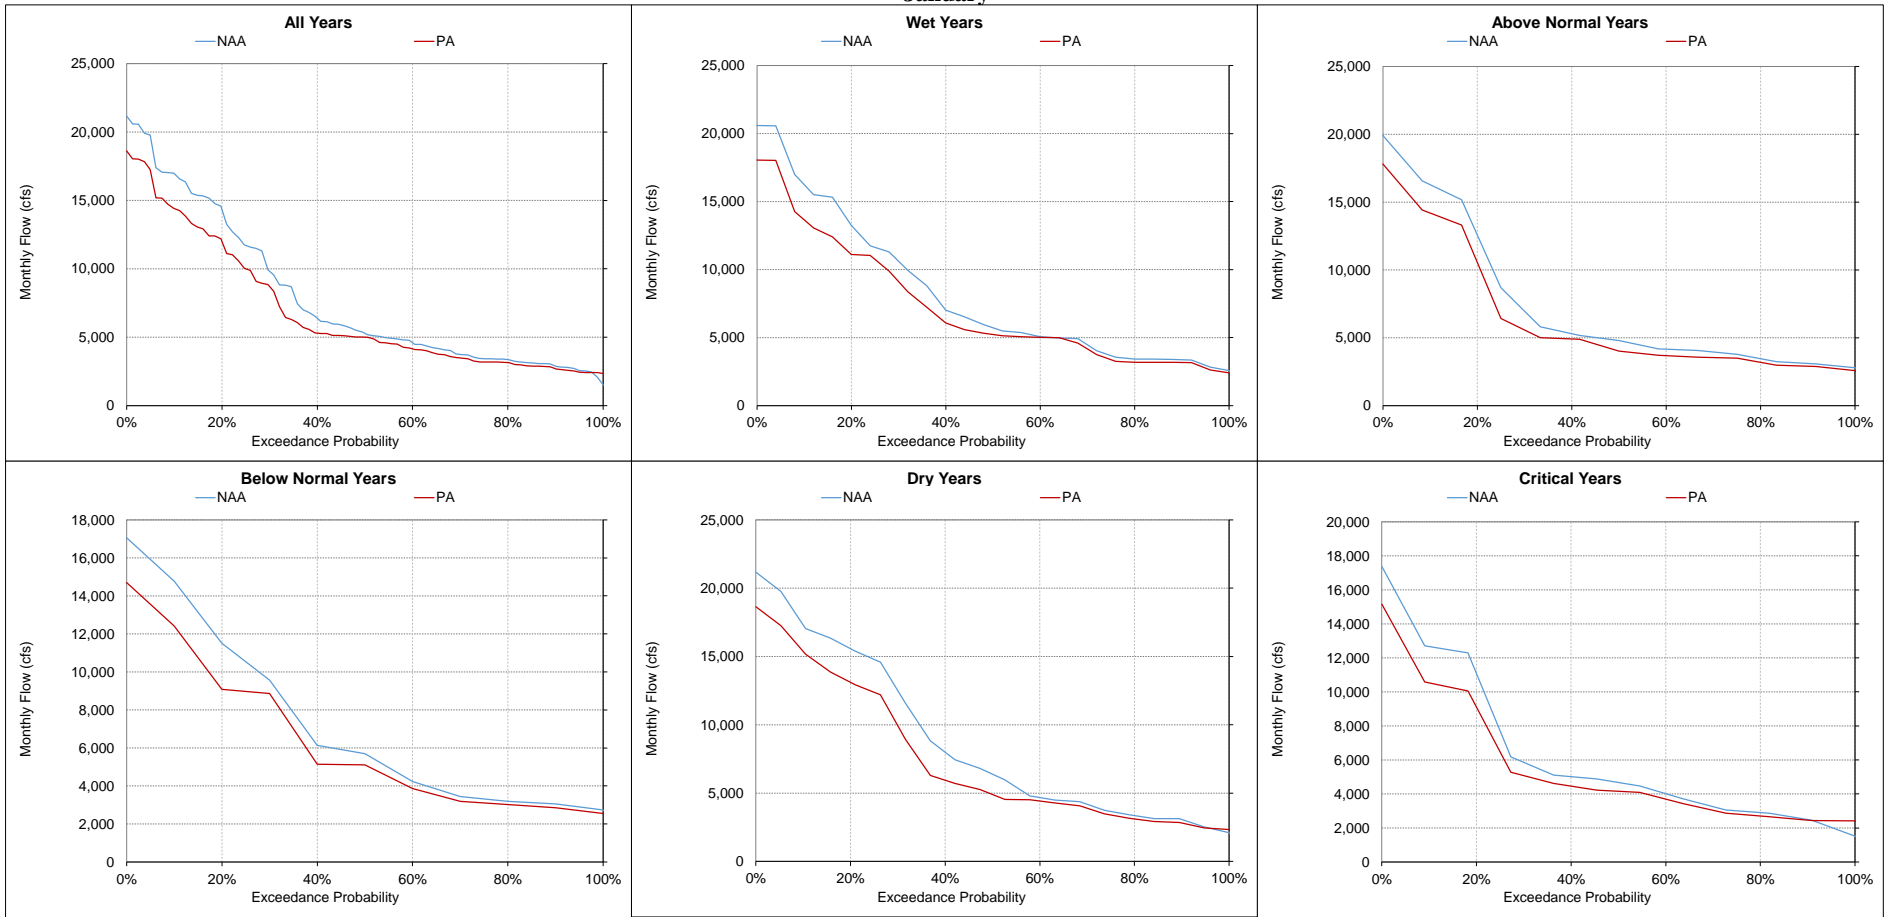 All Years
NAA PA
25,000
20,000
15,000
10,000
5,000
0
Monthly Flow (cfs)
0% 20% 40% 60% 80% 100%
Exceedance Probability
Wet Years
NAA PA
25,000
20,000
15,000
10,000
5,000
0
Monthly Flow (cfs)
0% 20% 40% 60% 80% 100%
Exceedance Probability
Above Normal Years
NAA PA
25,000
20,000
15,000
10,000
5,000
0
Monthly Flow (cfs)
0% 20% 40% 60% 80% 100%
Exceedance Probability
Below Normal Years
NAA PA
18,000
16,000
14,000
12,000
10,000
8,000
6,000
4,000
2,000
0
Monthly Flow (cfs)
0% 20% 40% 60% 80% 100%
Exceedance Probability
Dry Years
NAA PA
25,000
20,000
15,000
10,000
5,000
0
Monthly Flow (cfs)
0% 20% 40% 60% 80% 100%
Exceedance Probability
Critical Years
NAA PA
20,000
18,000
16,000
14,000
12,000
10,000
8,000
6,000
4,000
2,000
0
Monthly Flow (cfs)
0% 20% 40% 60% 80% 100%
Exceedance Probability